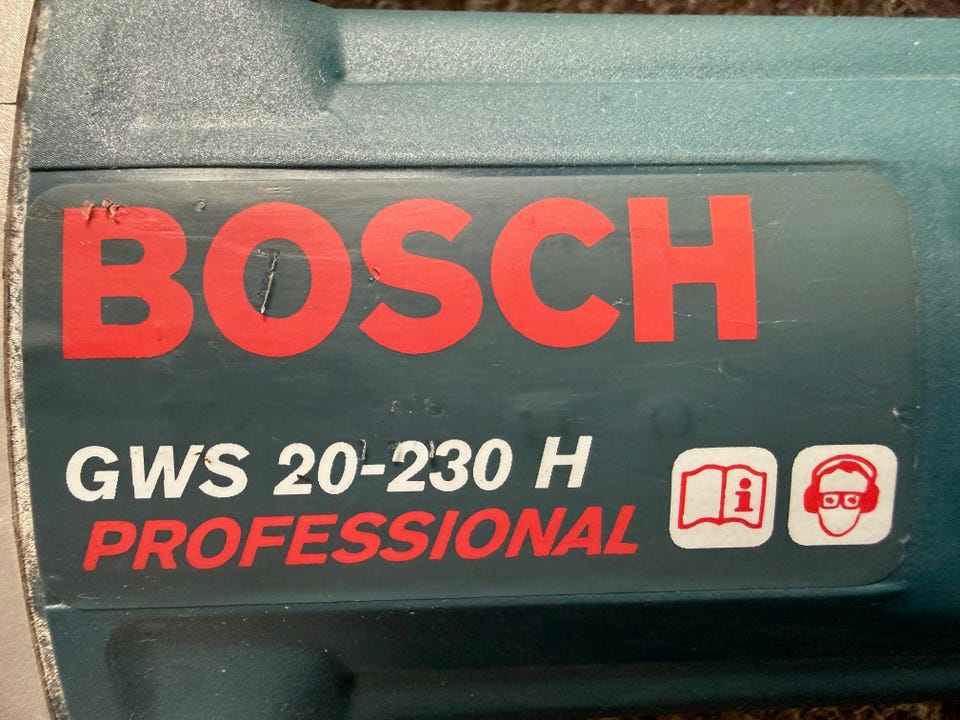 BOSCH
GWS 20-230 H
PROFESSIONAL
i